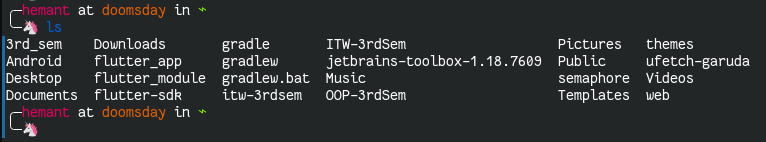 hemant at doomsday in ~
ls
3rd_sem Downloads gradle ITW-3rdSem Pictures themes
Android flutter_app gradlew jetbrains-toolbox-1.18.7609 Public ufetch-garuda
Desktop flutter_module gradlew.bat Music semaphore Videos
Documents flutter-sdk itw-3rdsem OOP-3rdSem Templates web
hemant at doomsday in ~